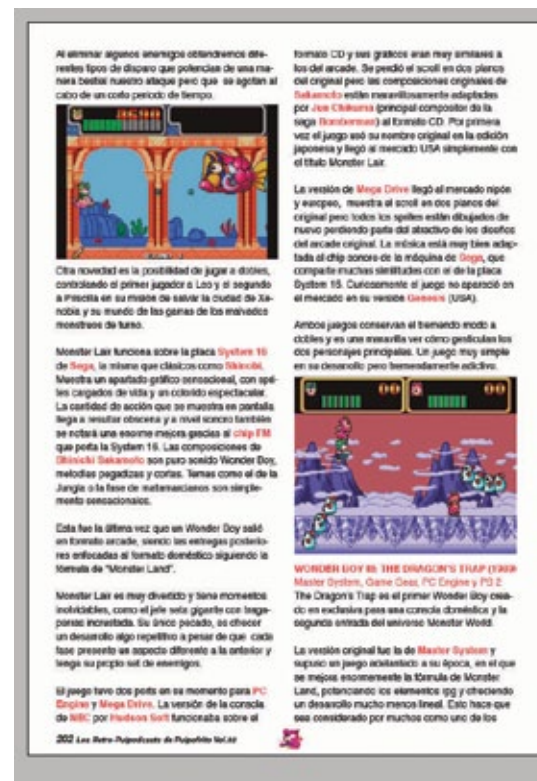 Al eliminar algunos enemigos obtendremos dife-
rentes tipos de disparo que potencian de una ma-
nera bestial nuestro ataque pero que se agotan al
cabo de un corto periodo de tiempo.
Otra novedad es la posibilidad de jugar a dobles,
controlando el primer jugador a Leo y el segundo
a Priscila en su misión de salvar la ciudad de Xe-
nobia y su mundo de las garras de los malvados
monstruos de turno.
Monster Lair funciona sobre la placa System 16
de Sega, la misma que clásicos como Shinobi.
Muestra un apartado gráfico sensacional, con spri-
tes cargados de vida y un colorido espectacular.
La cantidad de acción que se muestra en pantalla
llega a resultar obscena y a nivel sonoro también
se notará una enorme mejora gracias al chip FM
que porta la System 16. Las composiciones de
Shinichi Sakamoto son puro sonido Wonder Boy,
melodías pegadizas y cortas. Temas como el de la
Jungla o la fase de matamarcianos son simple-
mente sensacionales.
Esta fue la última vez que un Wonder Boy salió
en formato arcade, siendo las entregas posterio-
res enfocadas al formato doméstico siguiendo la
fórmula de "Monster Land".
Monster Lair es muy divertido y tiene momentos
inolvidables, como el jefe seta gigante con traga-
perras incrustada. Su único pecado, es ofrecer
un desarrollo algo repetitivo a pesar de que cada
fase presente un aspecto diferente a la anterior y
tenga su propio set de enemigos.
El juego tuvo dos ports en su momento para PC
Engine y Mega Drive. La versión de la consola
de NEC por Hudson Soft funcionaba sobre el
202 Los Retro-Pulpodcasts de Pulpofrito Vol.
formato CD y sus gráficos eran muy similares a
los del arcade. Se perdió el scroll en dos planos
del original pero las composiciones originales de
Sakamoto están maravillosamente adaptadas
por Jun Chikuma (principal compositor de la
saga Bomberman) al formato CD. Por primera
vez el juego usó su nombre original en la edición
japonesa y llegó al mercado USA simplemente con
el título Monster Lair.
La versión de Mega Drive llegó al mercado nipón
y europeo, muestra el scroll en dos planos del
original pero todos los sprites están dibujados de
nuevo perdiendo parte del atractivo de los diseños
del arcade original. La música está muy bien adap-
tada al chip sonoro de la máquina de Sega, que
comparte muchas similitudes con el de la placa
System 16. Curiosamente el juego no apareció en
el mercado en su versión Genesis (USA).
Ambos juegos conservan el tremendo modo a
dobles y es una maravilla ver cómo gesticulan los
dos personajes principales. Un juego muy simple
en su desarrollo pero tremendamente adictivo.
00 00
WONDER BOY III: THE DRAGON'S TRAP (1989)
Master System, Game Gear, PC Engine y PS 2
The Dragon's Trap es el primer Wonder Boy crea-
do en exclusiva para una consola doméstica y la
segunda entrada del universo Monster World.
La versión original fue la de Master System y
supuso un juego adelantado a su época, en el que
se mejora enormemente la fórmula de Monster
Land, potenciando los elementos rpg y ofreciendo
un desarrollo mucho menos lineal. Esto hace que
sea considerado por muchos como uno de los